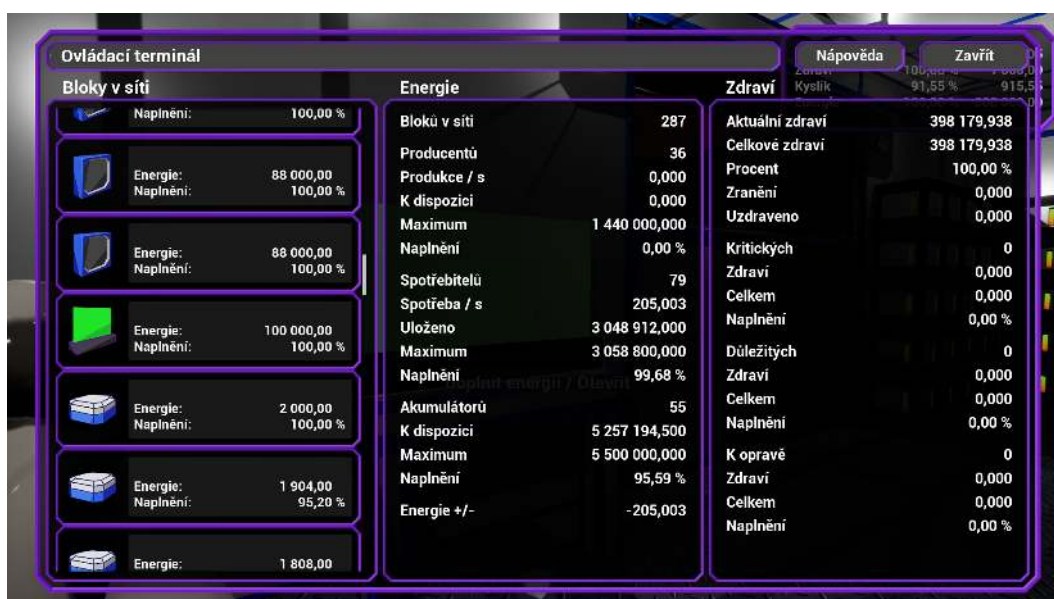 Ovládací terminál
Nápověda
Zavřít
Bloky v síti
Naplnění: 100,00 %
Energie: 88 000,00
Naplnění: 100,00 %
Energie: 88 000,00
Naplnění: 100,00 %
Energie: 100 000,00
Naplnění: 100,00 %
Energie: 2 000,00
Naplnění: 100,00 %
Energie: 1 904,00
Naplnění: 95,20 %
Energie: 1 808,00
Energie
Bloků v síti 287
Producentů 36
Produkce / s 0,000
K dispozici 0,000
Maximum 1 440 000,000
Naplnění 0,00 %
Spotřebitelů 79
Spotřeba / s 205,003
Uloženo 3 048 912,000
Maximum 3 058 800,000
Naplnění 99,68 %
Akumulátorů 55
K dispozici 5 257 194,500
Maximum 5 500 000,000
Naplnění 95,59 %
Energie +/- -205,003
Zdraví
Kyslík 91,55 % 915,5
Aktuální zdraví 398 179,938
Celkové zdraví 398 179,938
Procent 100,00 %
Zranění 0,000
Uzdraveno 0,000
Kritických 0
Zdraví 0,000
Celkem 0,000
Naplnění 0,00 %
Důležitých 0
Zdraví 0,000
Celkem 0,000
Naplnění 0,00 %
K opravě 0
Zdraví 0,000
Celkem 0,000
Naplnění 0,00 %
Doplnit energii / Otevřít